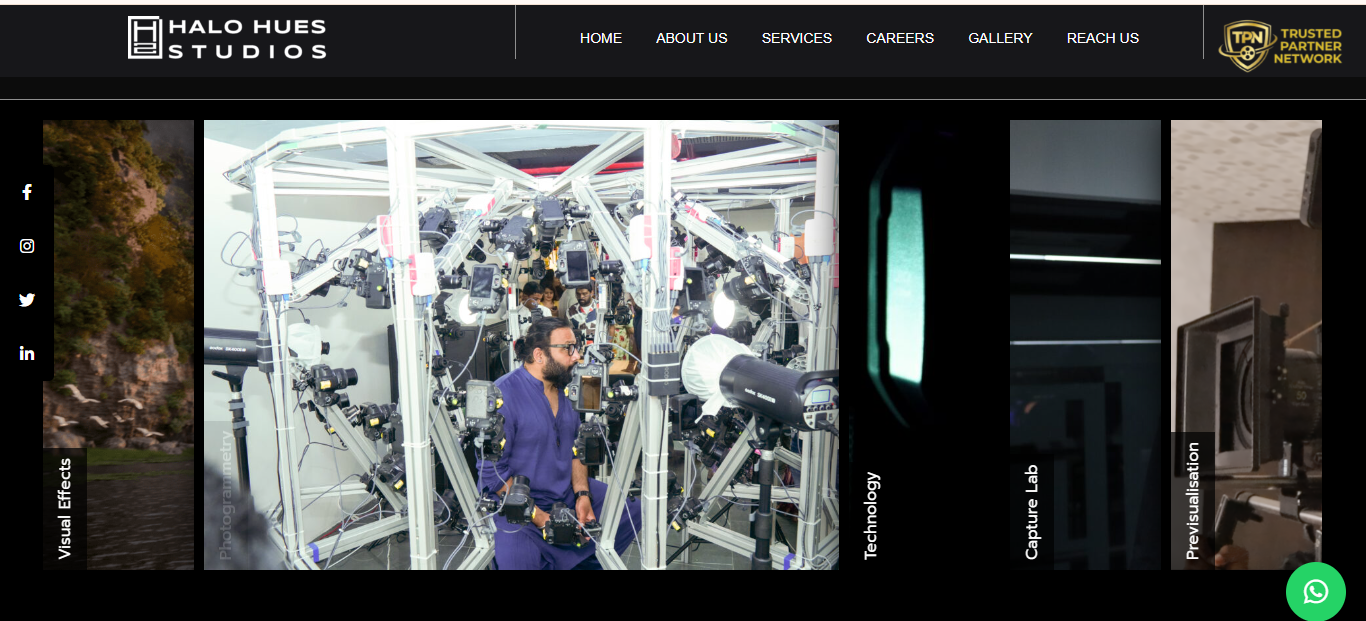 HALO HUES
STUDIOS
HOME
ABOUT US
SERVICES
CAREERS
GALLERY
REACH US
TPN
TRUSTED
PARTNER
NETWORK
Visual Effects
Photogrammetry
Technology
Capture Lab
Previsualisation